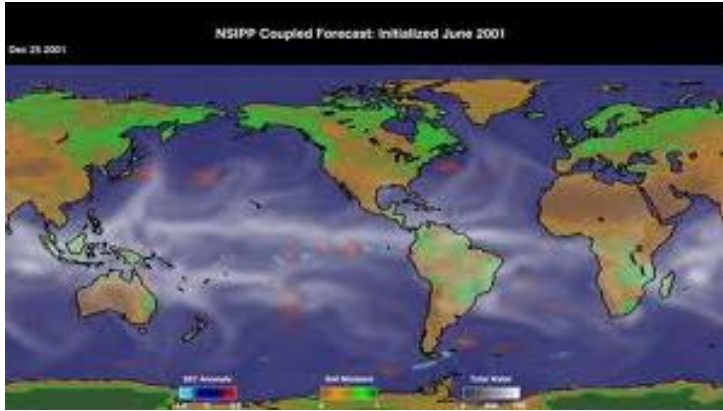 NSIPP Coupled Forecast: Initialized June 2001
Dec 25 2001
SST Anomaly
Soil Moisture
Total Water